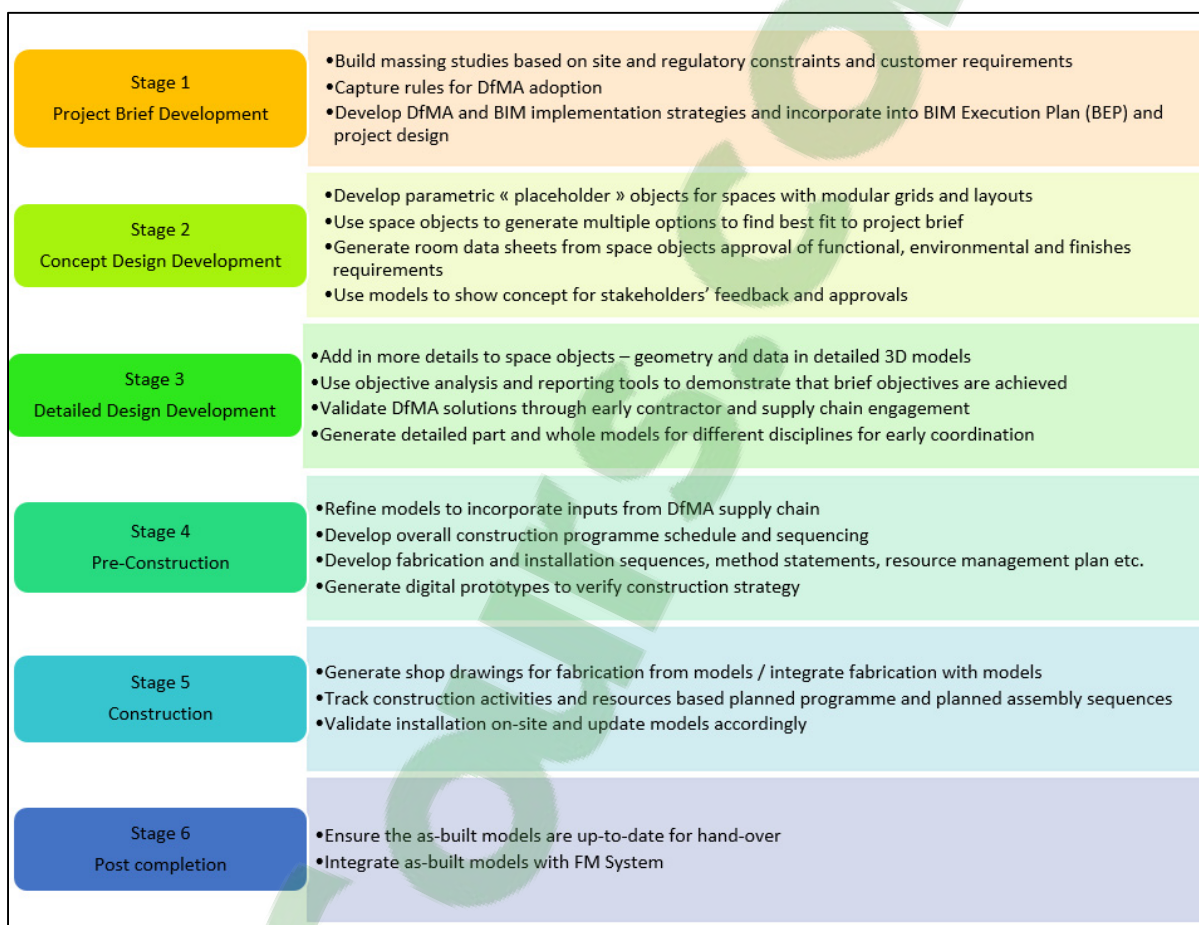 Stage 1
Project Brief Development
•Build massing studies based on site and regulatory constraints and customer requirements
•Capture rules for DfMA adoption
•Develop DfMA and BIM implementation strategies and incorporate into BIM Execution Plan (BEP) and
project design
Stage 2
Concept Design Development
•Develop parametric « placeholder » objects for spaces with modular grids and layouts
•Use space objects to generate multiple options to find best fit to project brief
•Generate room data sheets from space objects approval of functional, environmental and finishes
requirements
•Use models to show concept for stakeholders’ feedback and approvals
Stage 3
Detailed Design Development
•Add in more details to space objects – geometry and data in detailed 3D models
•Use objective analysis and reporting tools to demonstrate that brief objectives are achieved
•Validate DfMA solutions through early contractor and supply chain engagement
•Generate detailed part and whole models for different disciplines for early coordination
Stage 4
Pre-Construction
•Refine models to incorporate inputs from DfMA supply chain
•Develop overall construction programme schedule and sequencing
•Develop fabrication and installation sequences, method statements, resource management plan etc.
•Generate digital prototypes to verify construction strategy
Stage 5
Construction
•Generate shop drawings for fabrication from models / integrate fabrication with models
•Track construction activities and resources based planned programme and planned assembly sequences
•Validate installation on-site and update models accordingly
Stage 6
Post completion
•Ensure the as-built models are up-to-date for hand-over
•Integrate as-built models with FM System